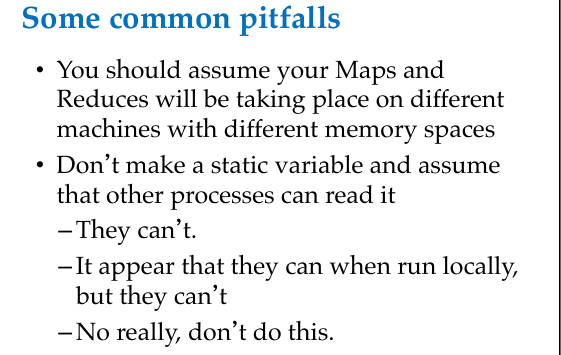 Some common pitfalls
• You should assume your Maps and
Reduces will be taking place on different
machines with different memory spaces
• Don't make a static variable and assume
that other processes can read it
–They can't.
–It appear that they can when run locally,
but they can't
–No really, don't do this.